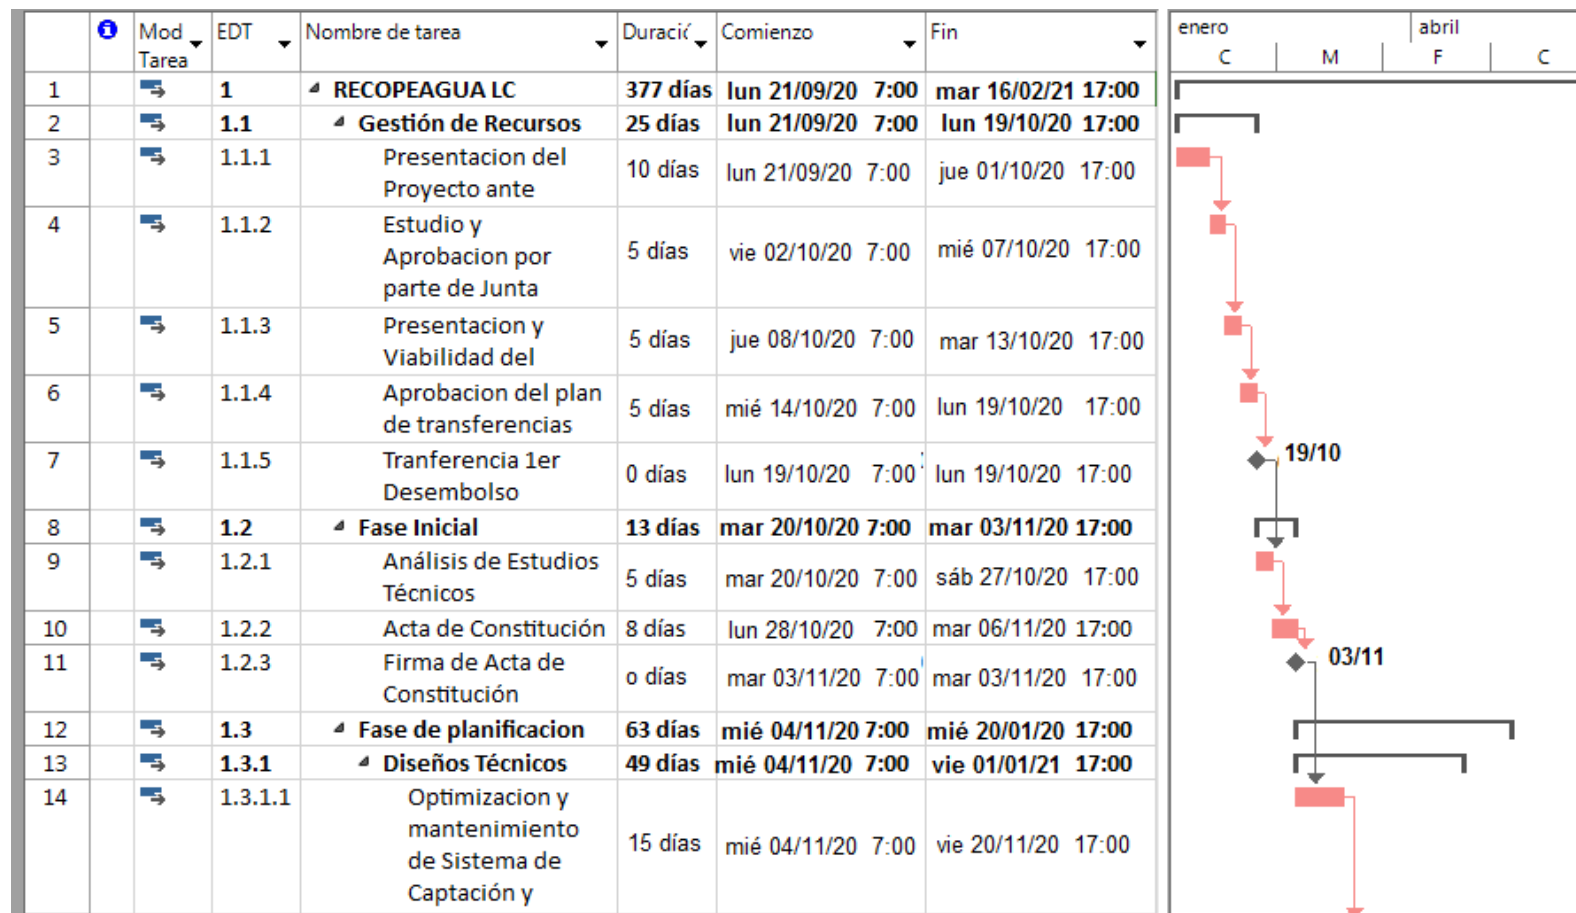 Mod Tarea EDT Nombre de tarea Duració Comienzo Fin enero abril
C M F C
1 1 RECOPEAGUA LC 377 días lun 21/09/20 7:00 mar 16/02/21 17:00
2 1.1 Gestión de Recursos 25 días lun 21/09/20 7:00 lun 19/10/20 17:00
3 1.1.1 Presentacion del
Proyecto ante 10 días lun 21/09/20 7:00 jue 01/10/20 17:00
4 1.1.2 Estudio y
Aprobacion por
parte de Junta 5 días vie 02/10/20 7:00 mié 07/10/20 17:00
5 1.1.3 Presentacion y
Viabilidad del 5 días jue 08/10/20 7:00 mar 13/10/20 17:00
6 1.1.4 Aprobacion del plan
de transferencias 5 días mié 14/10/20 7:00 lun 19/10/20 17:00
7 1.1.5 Tranferencia 1er
Desembolso 0 días lun 19/10/20 7:00 lun 19/10/20 17:00 19/10
8 1.2 Fase Inicial 13 días mar 20/10/20 7:00 mar 03/11/20 17:00
9 1.2.1 Análisis de Estudios
Técnicos 5 días mar 20/10/20 7:00 sáb 27/10/20 17:00
10 1.2.2 Acta de Constitución 8 días lun 28/10/20 7:00 mar 06/11/20 17:00
11 1.2.3 Firma de Acta de
Constitución o días mar 03/11/20 7:00 mar 03/11/20 17:00 03/11
12 1.3 Fase de planificacion 63 días mié 04/11/20 7:00 mié 20/01/20 17:00
13 1.3.1 Diseños Técnicos 49 días mié 04/11/20 7:00 vie 01/01/21 17:00
14 1.3.1.1 Optimizacion y
mantenimiento
de Sistema de
Captación y 15 días mié 04/11/20 7:00 vie 20/11/20 17:00